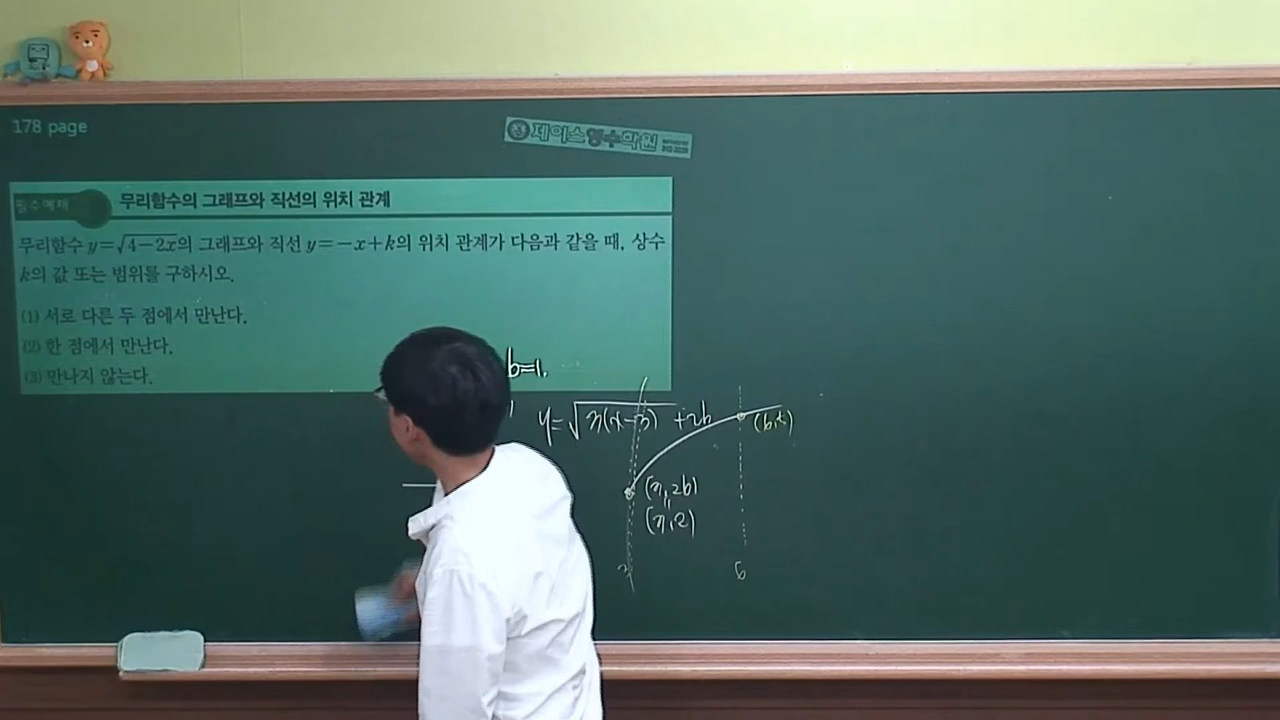 178 page
제이스영수학원
필수예제
무리함수의 그래프와 직선의 위치 관계
무리함수 y=√4−2x의 그래프와 직선 y=−x+k의 위치 관계가 다음과 같을 때, 상수
k의 값 또는 범위를 구하시오.
(1) 서로 다른 두 점에서 만난다.
(2) 한 점에서 만난다.
(3) 만나지 않는다.
b=1.
+2b
2b)
2)
6